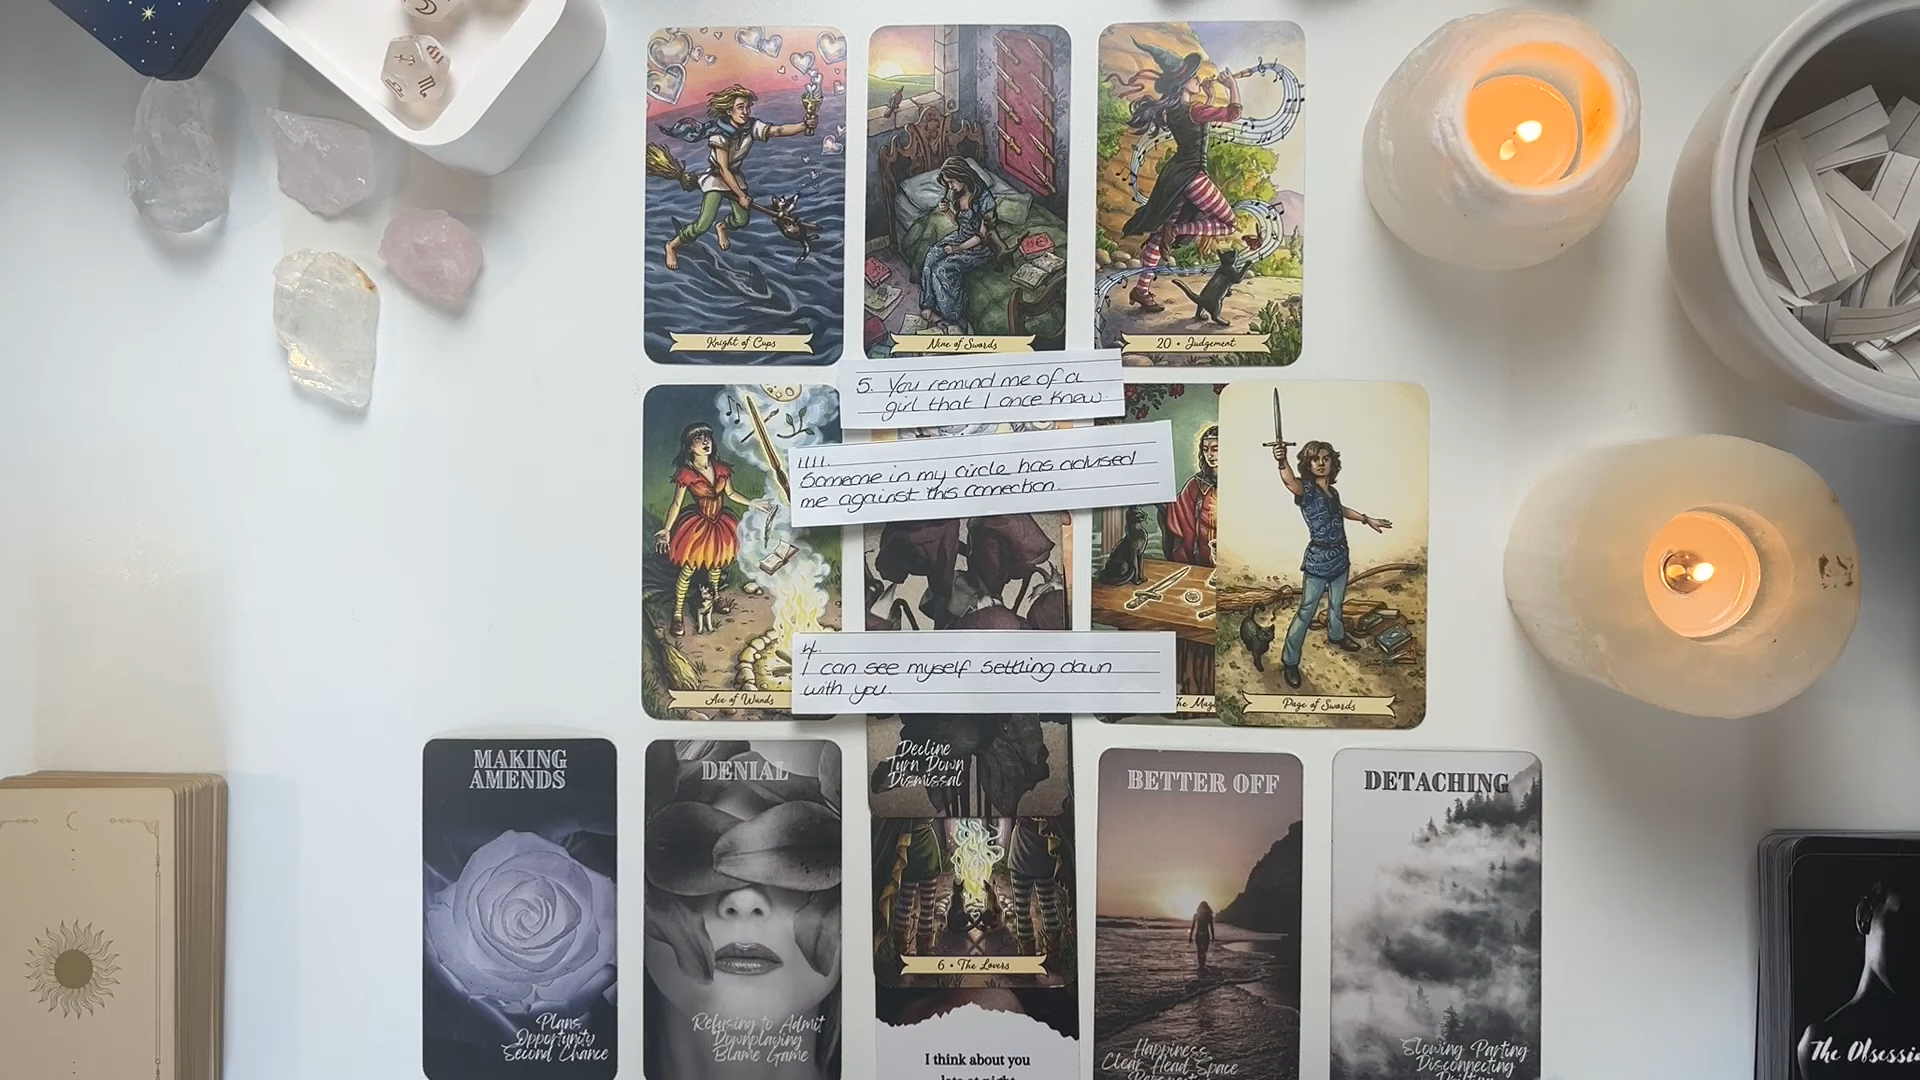 Knight of Cups
Nine of Swords
20 • Judgement
5. You remind me of a
girl that I once knew.
1111.
Someone in my circle has advised
me against this connection.
4.
I can see myself settling down
with you.
Ace of Wands
The
Page of Swords
MAKING
AMENDS
Plans
Opportunity
Second Chance
DENIAL
Refusing to Admit
Downplaying
Blame Game
Decline
Turn Down
Dismissal
6 • The Lovers
I think about you
late at night
BETTER OFF
Happiness
Clear Head Space
DETACHING
Slowing Parting
Disconnecting
The